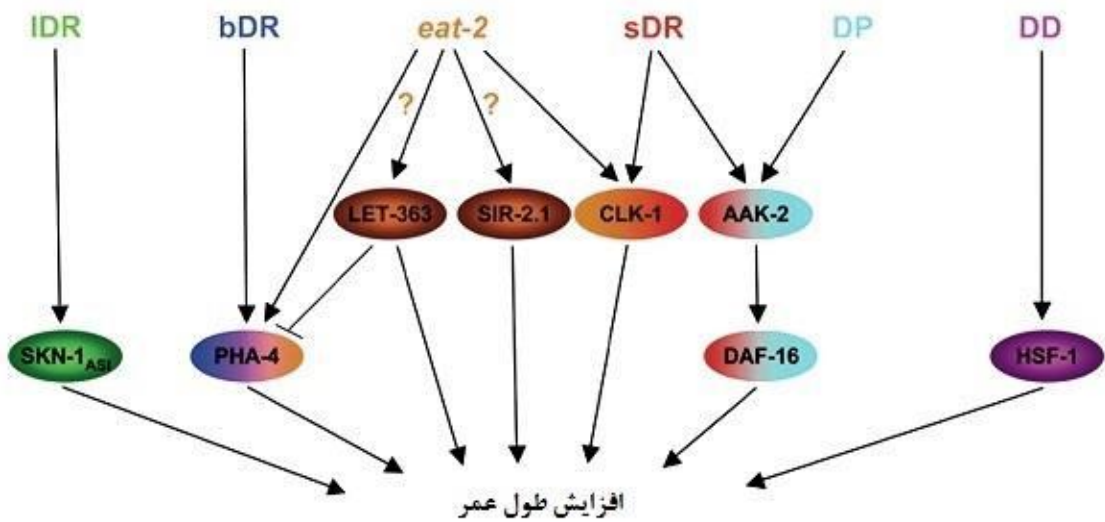 lDR bDR eat-2 sDR DP DD
? ?
LET-363 SIR-2.1 CLK-1 AAK-2
SKN-1ASI PHA-4 DAF-16 HSF-1
افزایش طول عمر